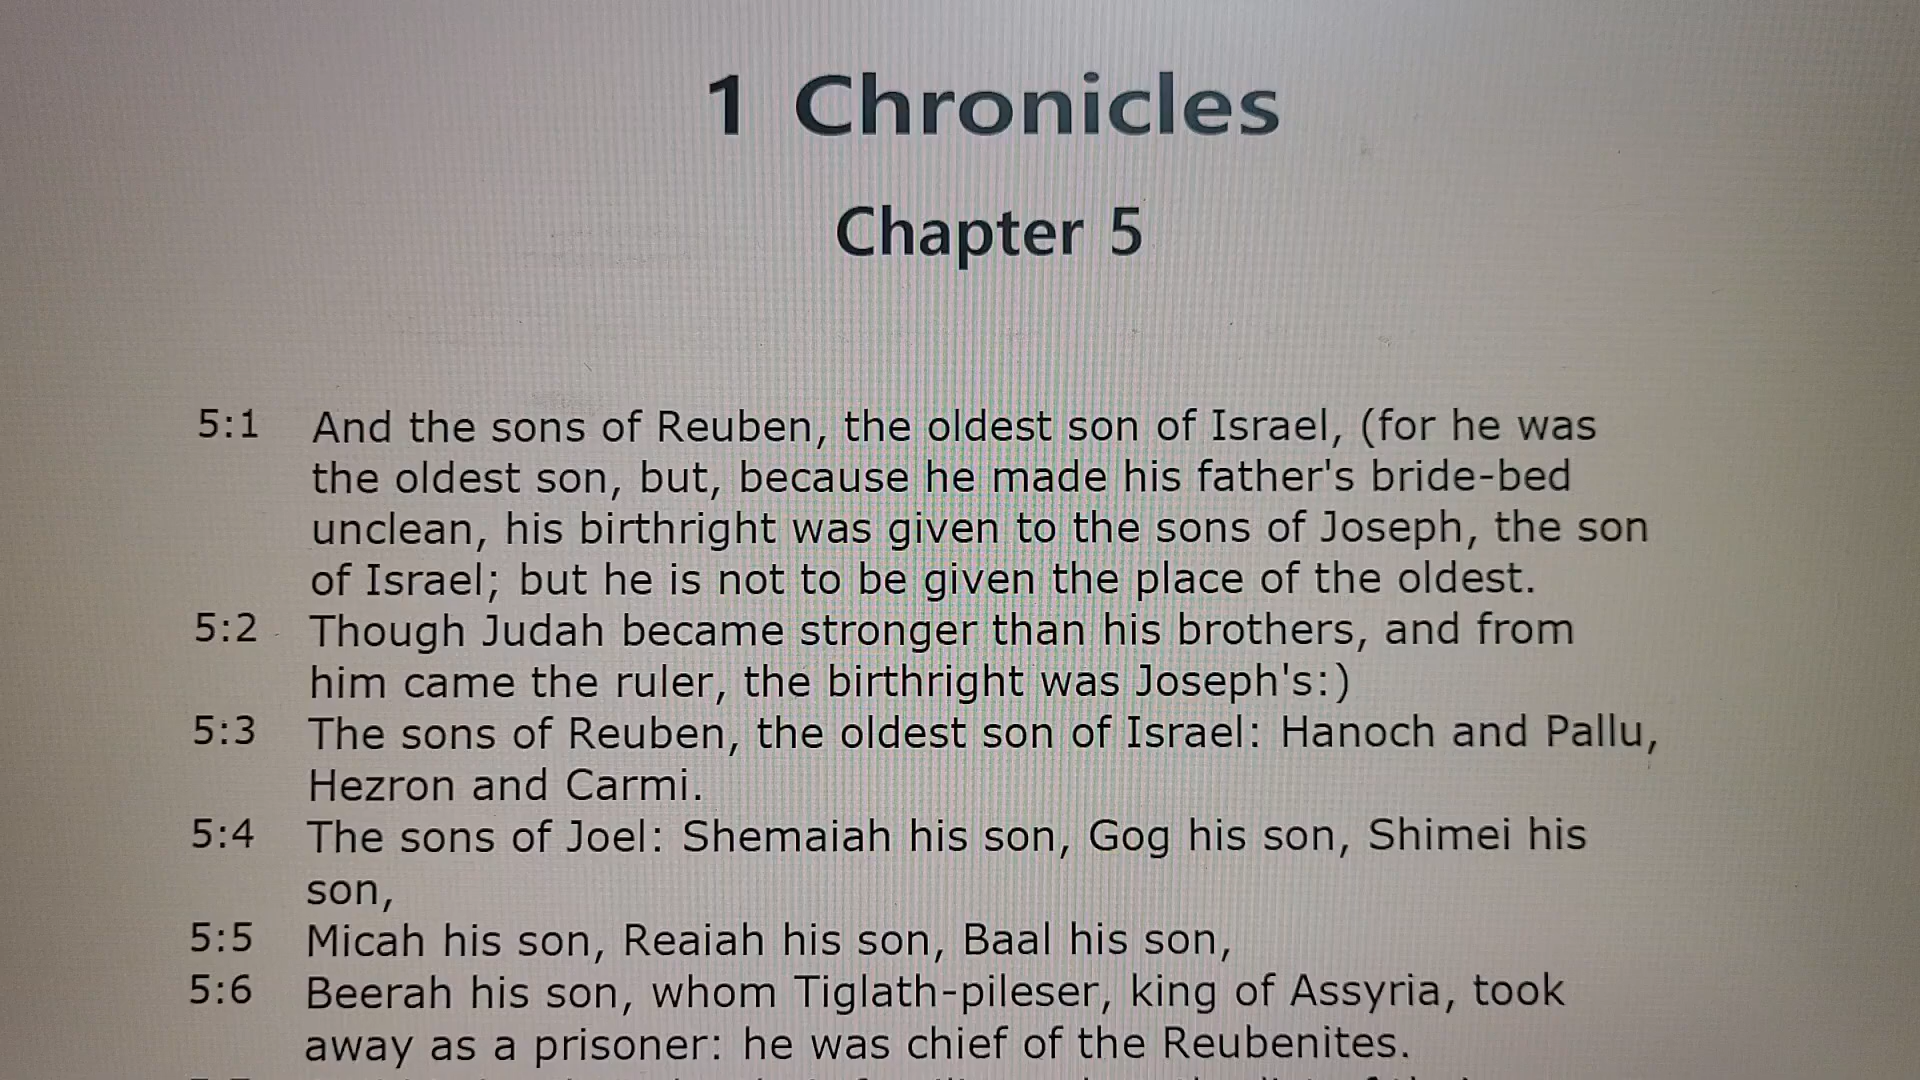 1 Chronicles
Chapter 5
5:1 And the sons of Reuben, the oldest son of Israel, (for he was
the oldest son, but, because he made his father's bride-bed
unclean, his birthright was given to the sons of Joseph, the son
of Israel; but he is not to be given the place of the oldest.
5:2 Though Judah became stronger than his brothers, and from
him came the ruler, the birthright was Joseph's:)
5:3 The sons of Reuben, the oldest son of Israel: Hanoch and Pallu,
Hezron and Carmi.
5:4 The sons of Joel: Shemaiah his son, Gog his son, Shimei his
son,
5:5 Micah his son, Reaiah his son, Baal his son,
5:6 Beerah his son, whom Tiglath-pileser, king of Assyria, took
away as a prisoner: he was chief of the Reubenites.